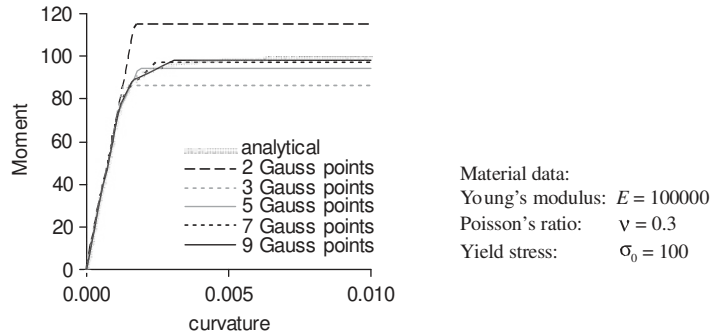 120
100
80
60
40
20
0
Moment
0.000
0.005
0.010
curvature
analytical
2 Gauss points
3 Gauss points
5 Gauss points
7 Gauss points
9 Gauss points
Material data:
Young's modulus: E = 100000
Poisson's ratio: ν = 0.3
Yield stress: σ₀ = 100